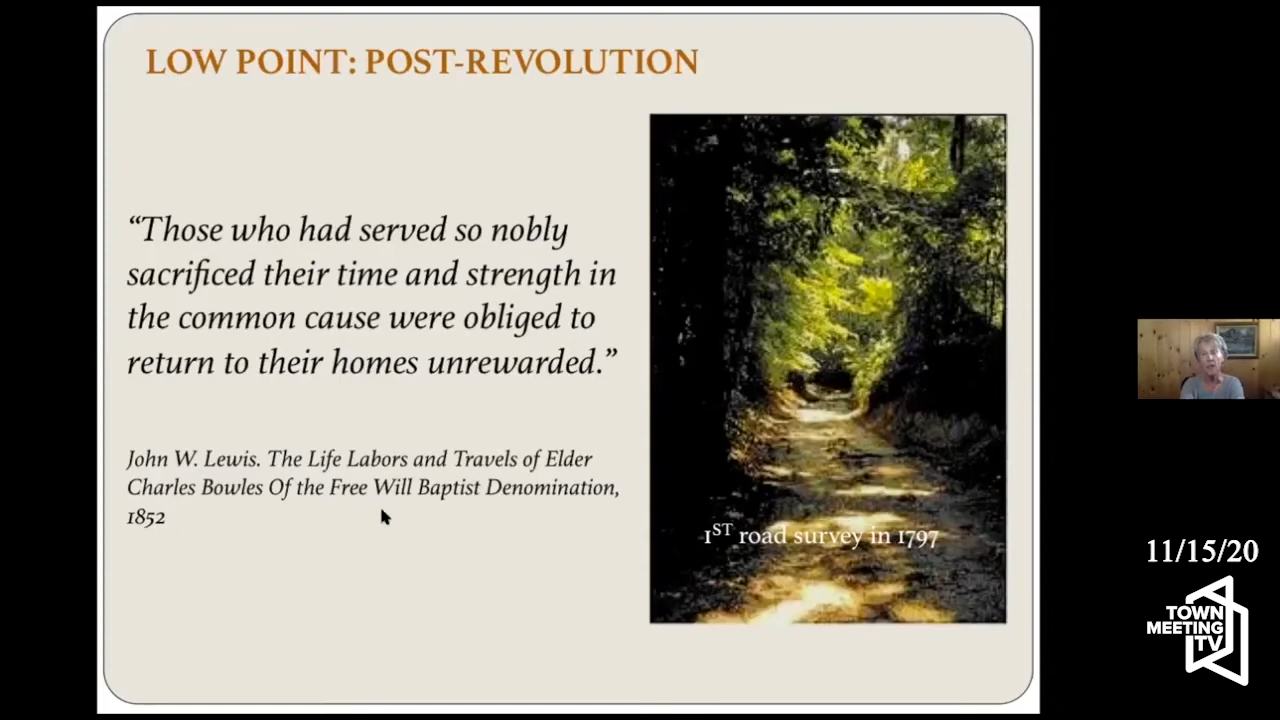 LOW POINT: POST-REVOLUTION
“Those who had served so nobly
sacrificed their time and strength in
the common cause were obliged to
return to their homes unrewarded.”
John W. Lewis. The Life Labors and Travels of Elder
Charles Bowles Of the Free Will Baptist Denomination,
1852
1ST road survey in 1797
11/15/20
TOWN
MEETING
TV